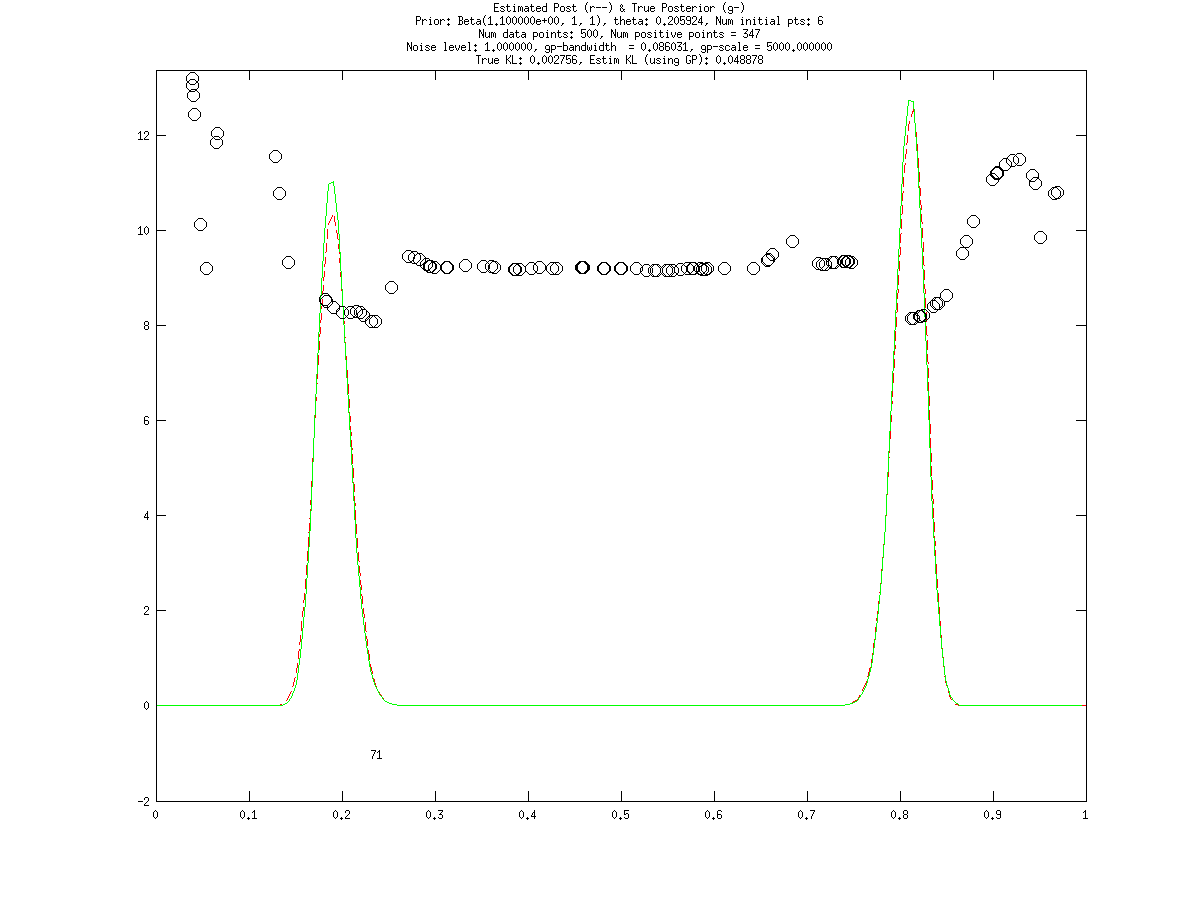 Estimated Post (r--) & True Posterior (g-)
Prior: Beta(1.100000e+00, 1, 1), theta: 0.205924, Num initial pts: 6
Num data points: 500, Num positive points = 347
Noise level: 1.000000, gp-bandwidth  = 0.086031, gp-scale = 5000.000000
True KL: 0.002756, Estim KL (using GP): 0.048878
12
10
8
6
4
2
0
71
-2
0 0.1 0.2 0.3 0.4 0.5 0.6 0.7 0.8 0.9 1